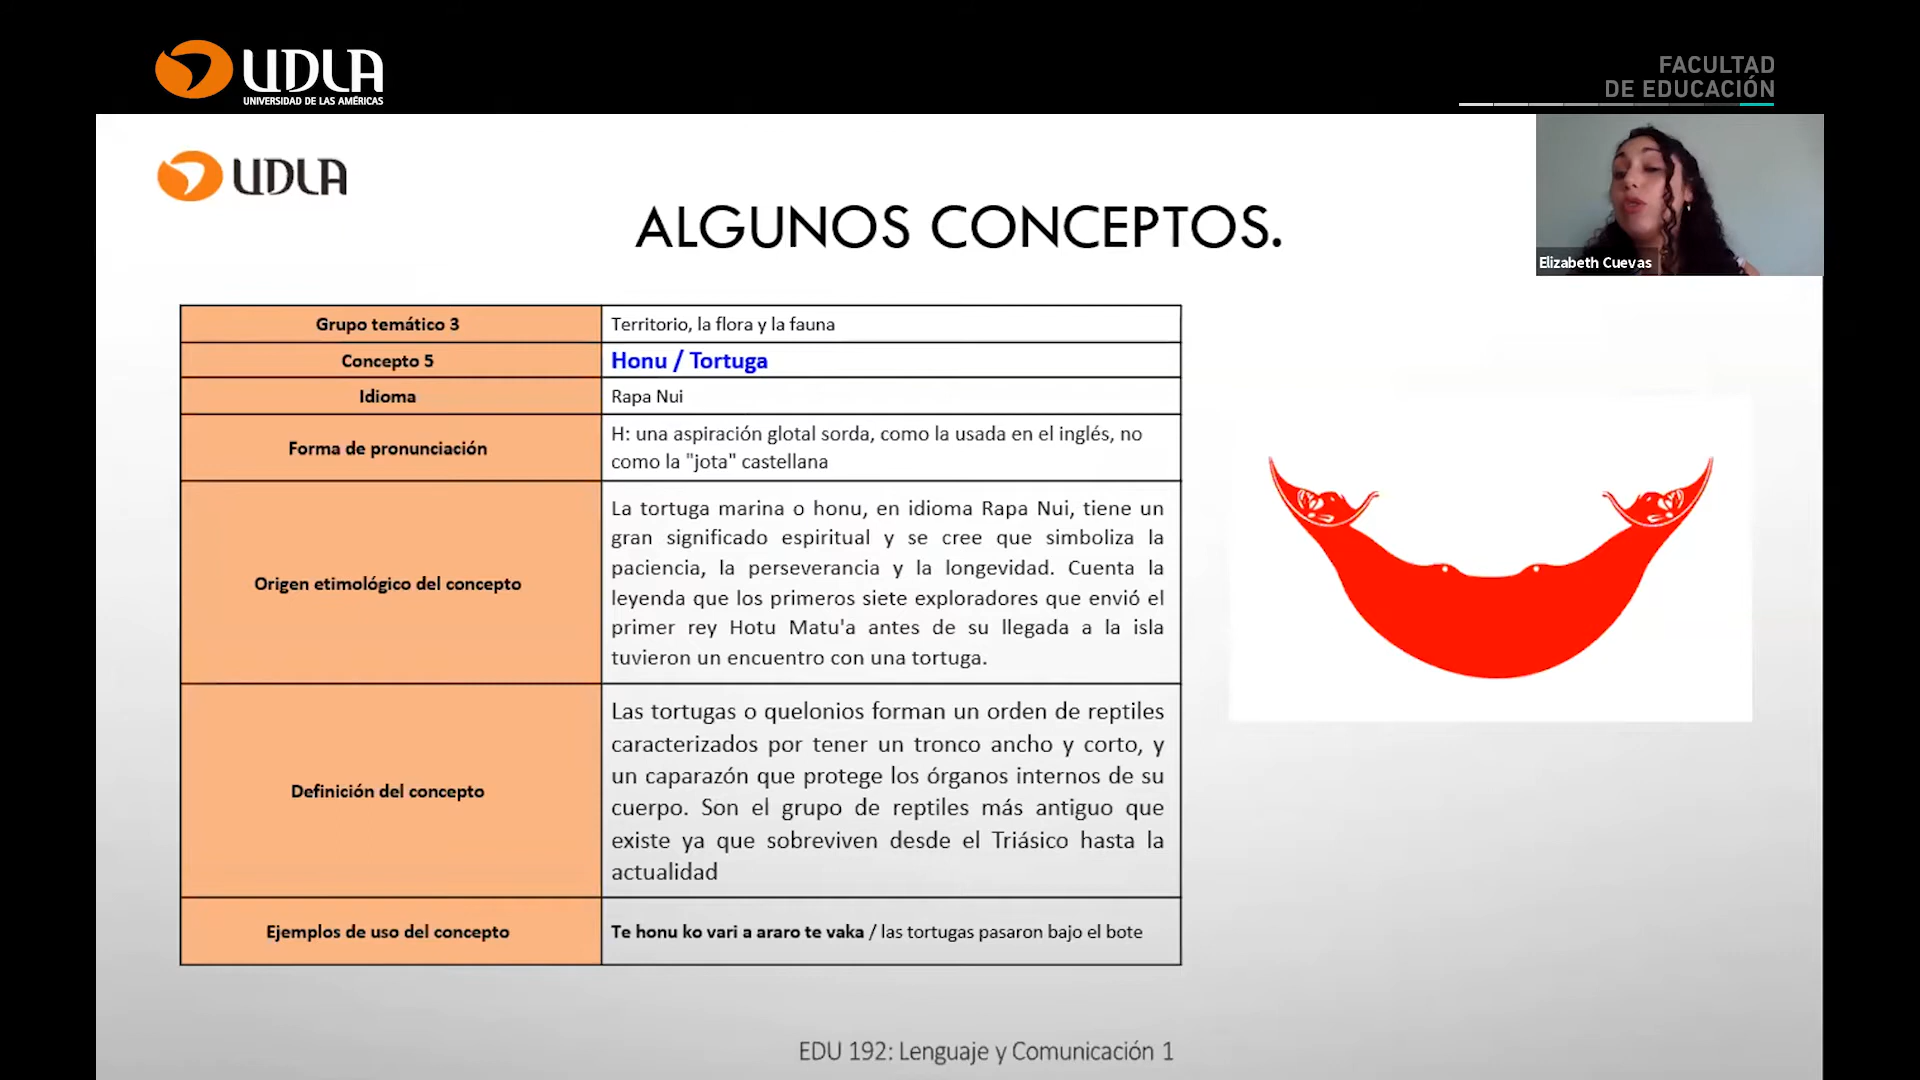 UDLA
UNIVERSIDAD DE LAS AMÉRICAS
FACULTAD
DE EDUCACIÓN
UDLA
ALGUNOS CONCEPTOS.
Elizabeth Cuevas
Grupo temático 3
Territorio, la flora y la fauna
Concepto 5
Honu / Tortuga
Idioma
Rapa Nui
Forma de pronunciación
H: una aspiración glotal sorda, como la usada en el inglés, no
como la "jota" castellana
Origen etimológico del concepto
La tortuga marina o honu, en idioma Rapa Nui, tiene un
gran significado espiritual y se cree que simboliza la
paciencia, la perseverancia y la longevidad. Cuenta la
leyenda que los primeros siete exploradores que envió el
primer rey Hotu Matu'a antes de su llegada a la isla
tuvieron un encuentro con una tortuga.
Definición del concepto
Las tortugas o quelonios forman un orden de reptiles
caracterizados por tener un tronco ancho y corto, y
un caparazón que protege los órganos internos de su
cuerpo. Son el grupo de reptiles más antiguo que
existe ya que sobreviven desde el Triásico hasta la
actualidad
Ejemplos de uso del concepto
Te honu ko vari a araro te vaka / las tortugas pasaron bajo el bote
EDU 192: Lenguaje y Comunicación 1